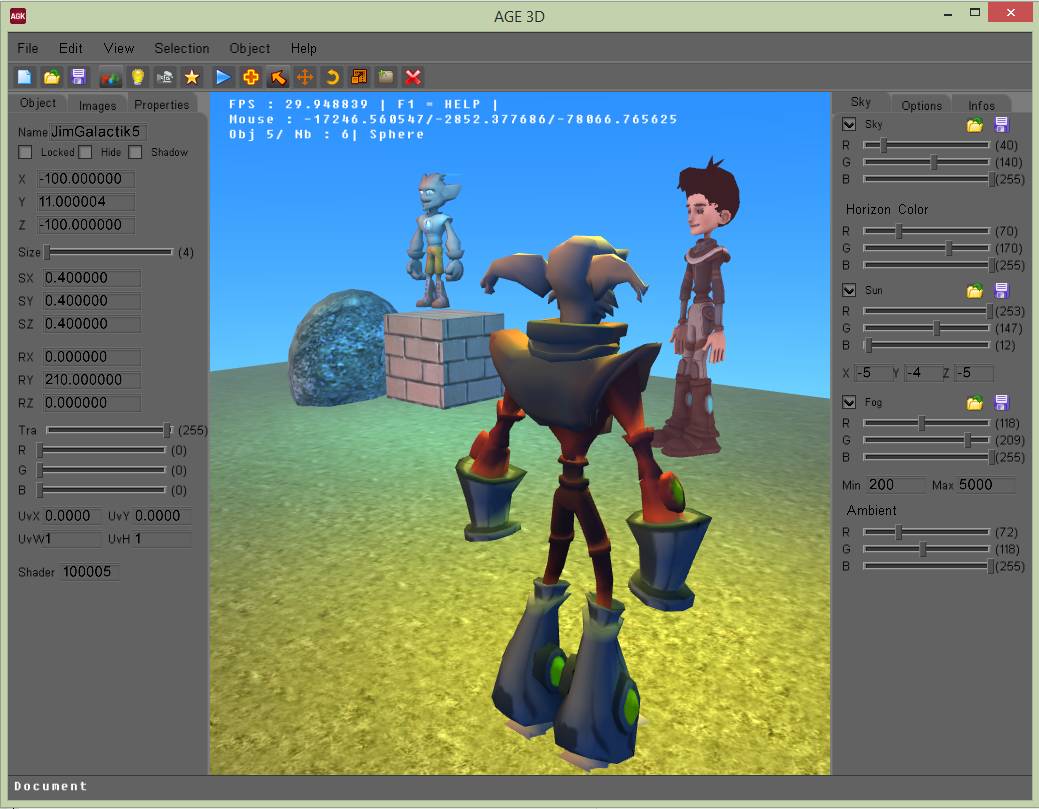 AGK
AGE 3D
File Edit View Selection Object Help
Object Images Properties
Name JimGalactik5
Locked Hide Shadow
X -100.000000
Y 11.000004
Z -100.000000
Size (4)
SX 0.400000
SY 0.400000
SZ 0.400000
RX 0.000000
RY 210.000000
RZ 0.000000
Tra (255)
R (0)
G (0)
B (0)
UvX 0.0000 UvY 0.0000
UvW 1 UvH 1
Shader 100005
FPS : 29.948839 | F1 = HELP |
Mouse : -17246.560547/-2852.377686/-78066.765625
Obj 5/ Nb : 6| Sphere
Sky Options Infos
Sky
R (40)
G (140)
B (255)
Horizon Color
R (70)
G (170)
B (255)
Sun
R (253)
G (147)
B (12)
X -5 Y -4 Z -5
Fog
R (118)
G (209)
B (255)
Min 200 Max 5000
Ambient
R (72)
G (118)
B (255)
Document